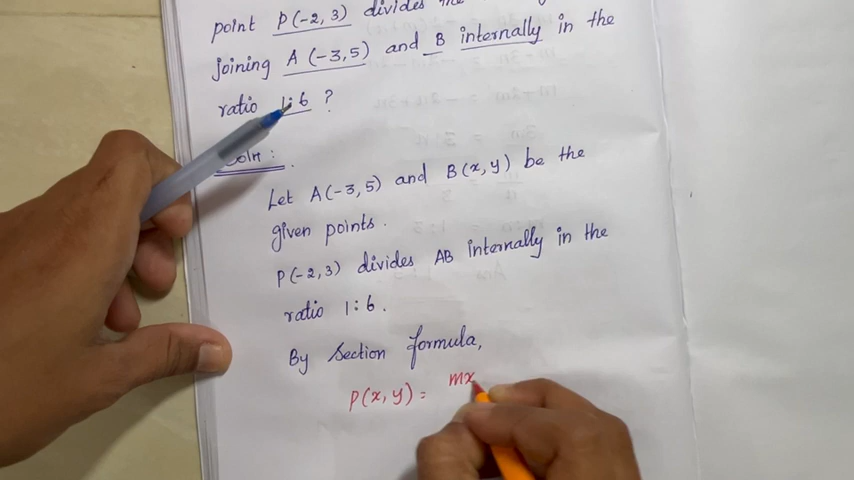 point P(-2, 3) divides the
joining A (-3,5) and B internally in the
ratio 1:6 ?
Soln :
Let A(-3,5) and B(x,y) be the
given points.
P(-2,3) divides AB internally in the
ratio 1:6.
By Section formula,
P(x,y) = mx